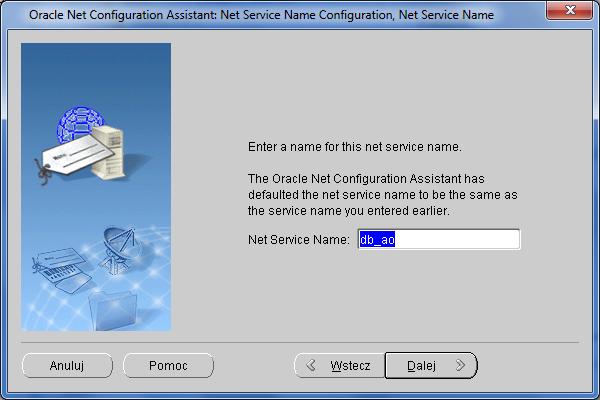 Oracle Net Configuration Assistant: Net Service Name Configuration, Net Service Name
Enter a name for this net service name.
The Oracle Net Configuration Assistant has
defaulted the net service name to be the same as
the service name you entered earlier.
Net Service Name: db_ao
Anuluj Pomoc Wstecz Dalej